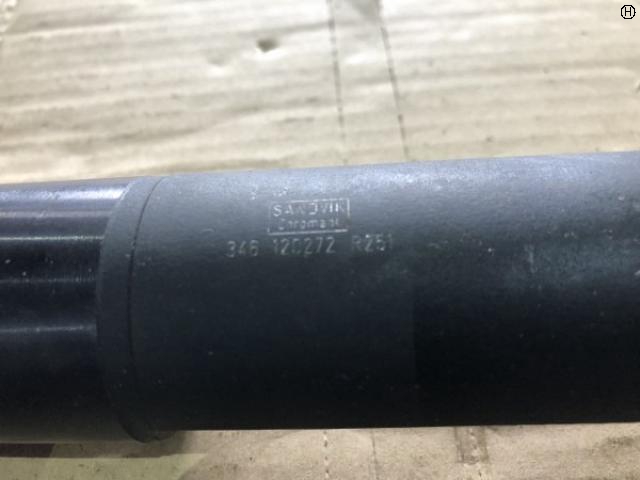 SANDVIK
Coromant
346 120272 R251
H